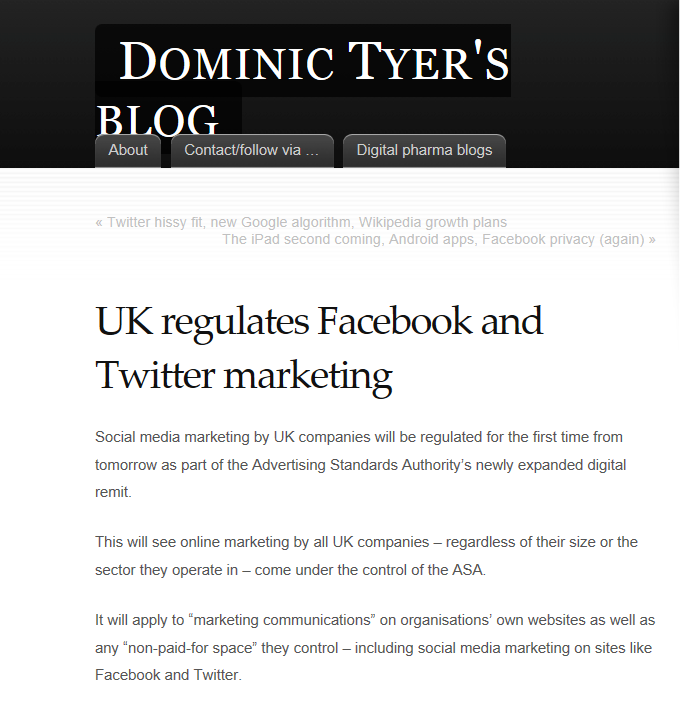 Dominic Tyer's
blog
About
Contact/follow via ...
Digital pharma blogs
« Twitter hissy fit, new Google algorithm, Wikipedia growth plans
The iPad second coming, Android apps, Facebook privacy (again) »
UK regulates Facebook and
Twitter marketing
Social media marketing by UK companies will be regulated for the first time from
tomorrow as part of the Advertising Standards Authority’s newly expanded digital
remit.
This will see online marketing by all UK companies – regardless of their size or the
sector they operate in – come under the control of the ASA.
It will apply to “marketing communications” on organisations’ own websites as well as
any “non-paid-for space” they control – including social media marketing on sites like
Facebook and Twitter.